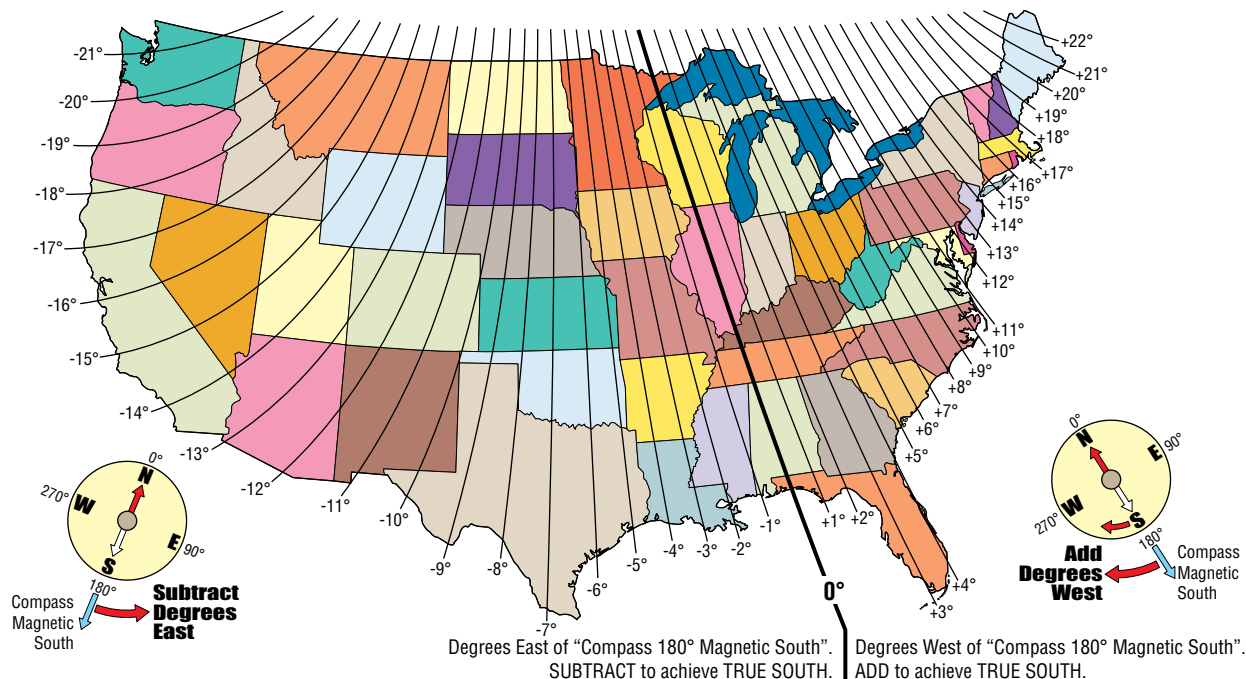 -21°
-20°
-19°
-18°
-17°
-16°
-15°
-14°
-13°
-12°
-11°
-10°
-9°
-8°
-7°
-6°
-5°
-4°
-3°
-2°
-1°
0°
+1°
+2°
+3°
+4°
+5°
+6°
+7°
+8°
+9°
+10°
+11°
+12°
+13°
+14°
+15°
+16°
+17°
+18°
+19°
+20°
+21°
+22°
0°
N
270°
W
E
90°
S
180°
Compass
Magnetic
South
Subtract
Degrees
East
0°
N
90°
E
W
270°
S
180°
Add
Degrees
West
Compass
Magnetic
South
Degrees East of “Compass 180° Magnetic South”.
SUBTRACT to achieve TRUE SOUTH.
Degrees West of “Compass 180° Magnetic South”.
ADD to achieve TRUE SOUTH.